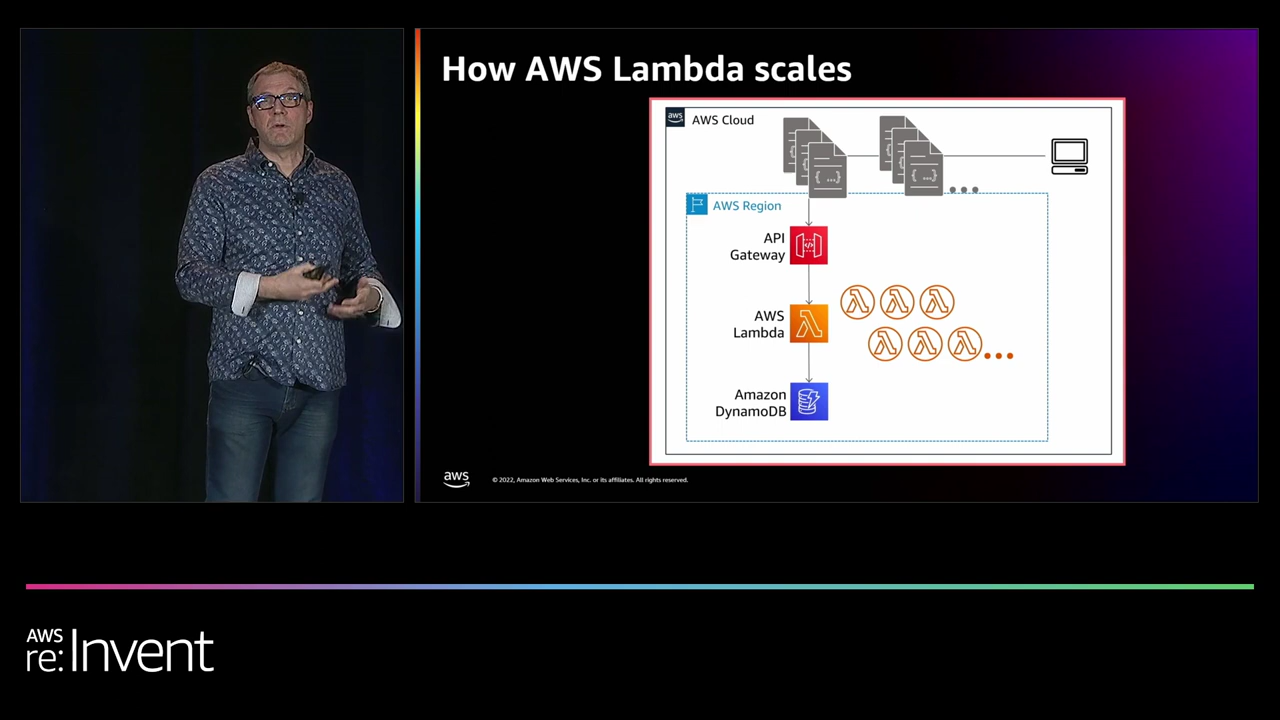 How AWS Lambda scales
aws
AWS Cloud
{...}
{...}
AWS Region
API
Gateway
AWS
Lambda
Amazon
DynamoDB
aws
© 2022, Amazon Web Services, Inc. or its affiliates. All rights reserved.
AWS
re:Invent